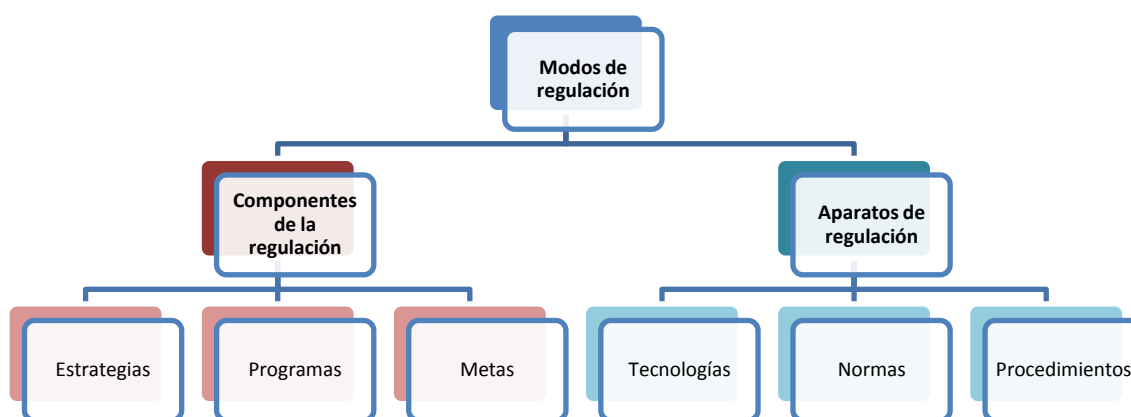 Modos de
regulación
Componentes
de la
regulación
Aparatos de
regulación
Estrategias
Programas
Metas
Tecnologías
Normas
Procedimientos